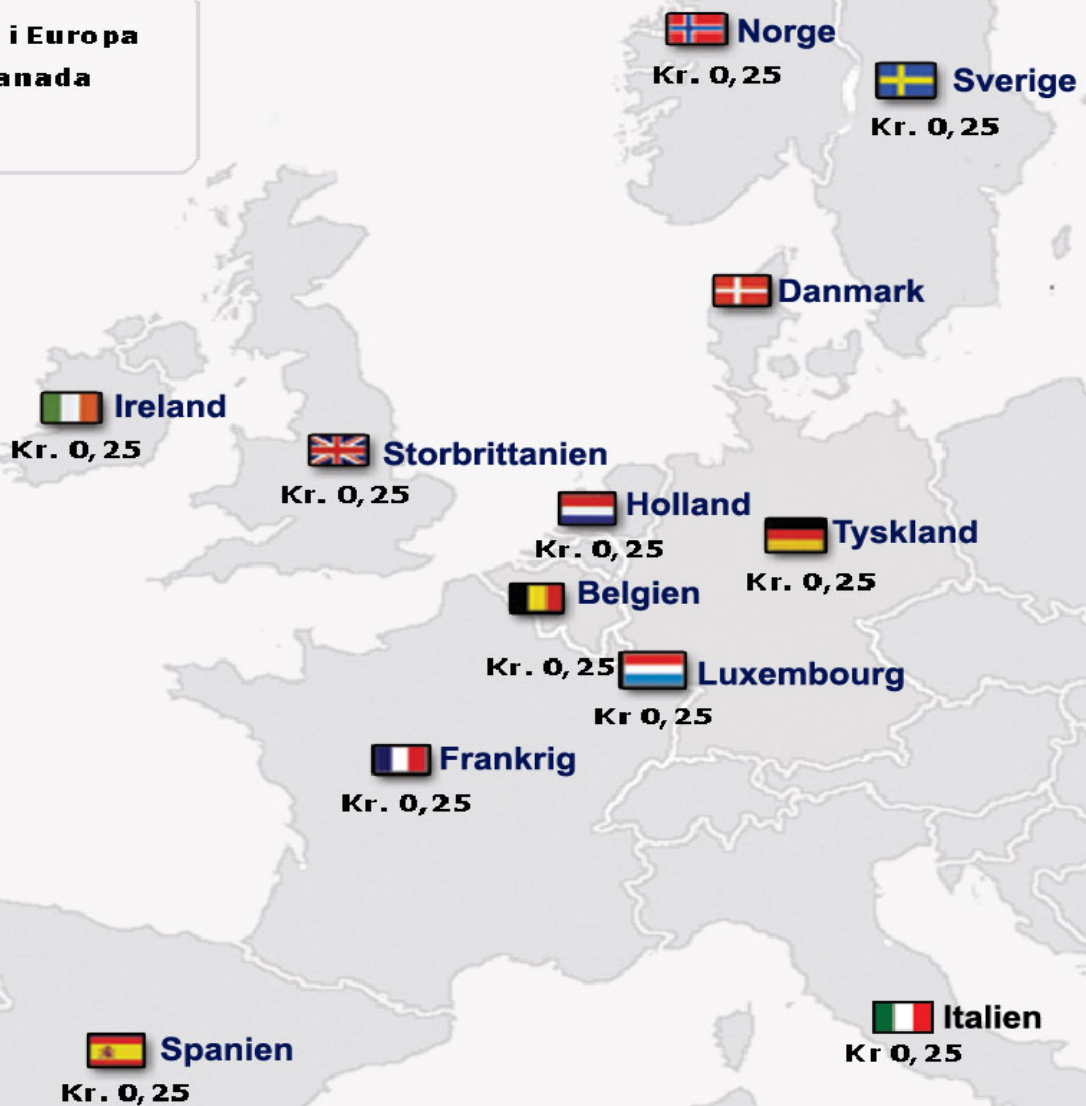 i Europa
anada
Norge
Kr. 0,25
Sverige
Kr. 0,25
Danmark
Ireland
Kr. 0,25
Storbrittanien
Kr. 0,25
Holland
Kr. 0,25
Tyskland
Kr. 0,25
Belgien
Kr. 0,25
Luxembourg
Kr 0,25
Frankrig
Kr. 0,25
Italien
Kr 0,25
Spanien
Kr. 0,25